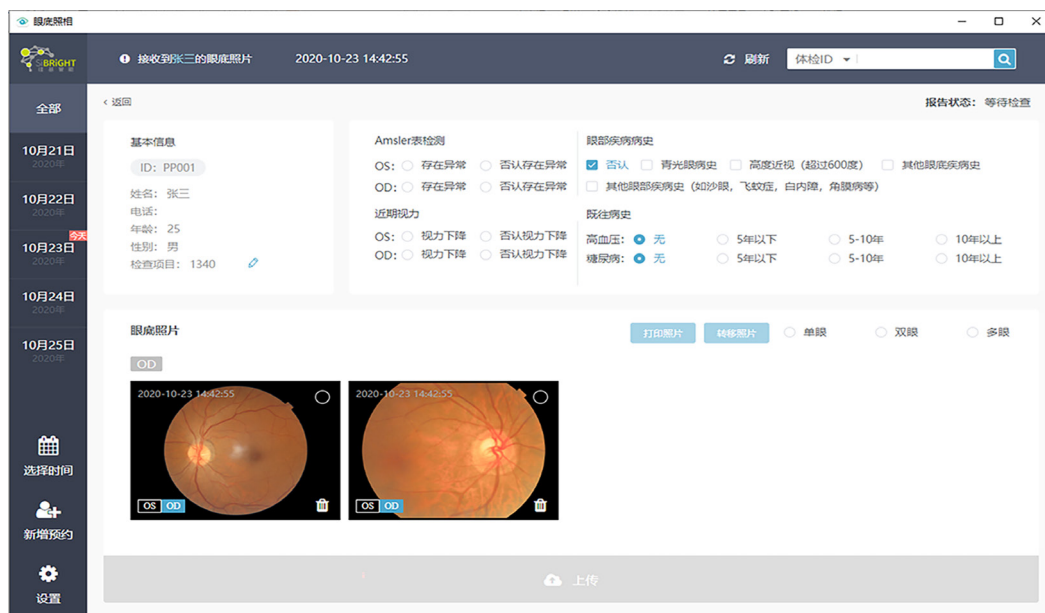 眼底照相
SiBRIGHT
接收到张三的眼底照片 2020-10-23 14:42:55 刷新 体检ID
全部
10月21日
2020年
10月22日
2020年
今天
10月23日
2020年
10月24日
2020年
10月25日
2020年
选择时间
新增预约
设置
< 返回 报告状态: 等待检查
基本信息
ID: PP001
姓名: 张三
电话:
年龄: 25
性别: 男
检查项目: 1340
Amsler表检测
OS: 存在异常 否认存在异常
OD: 存在异常 否认存在异常
近期视力
OS: 视力下降 否认视力下降
OD: 视力下降 否认视力下降
眼部疾病病史
否认 青光眼病史 高度近视（超过600度） 其他眼底疾病史
其他眼部疾病史（如沙眼，飞蚊症，白内障，角膜病等）
既往病史
高血压: 无 5年以下 5-10年 10年以上
糖尿病: 无 5年以下 5-10年 10年以上
眼底照片 打印照片 转移照片 单眼 双眼 多眼
OD
2020-10-23 14:42:55 2020-10-23 14:42:55
OS OD OS OD
上传